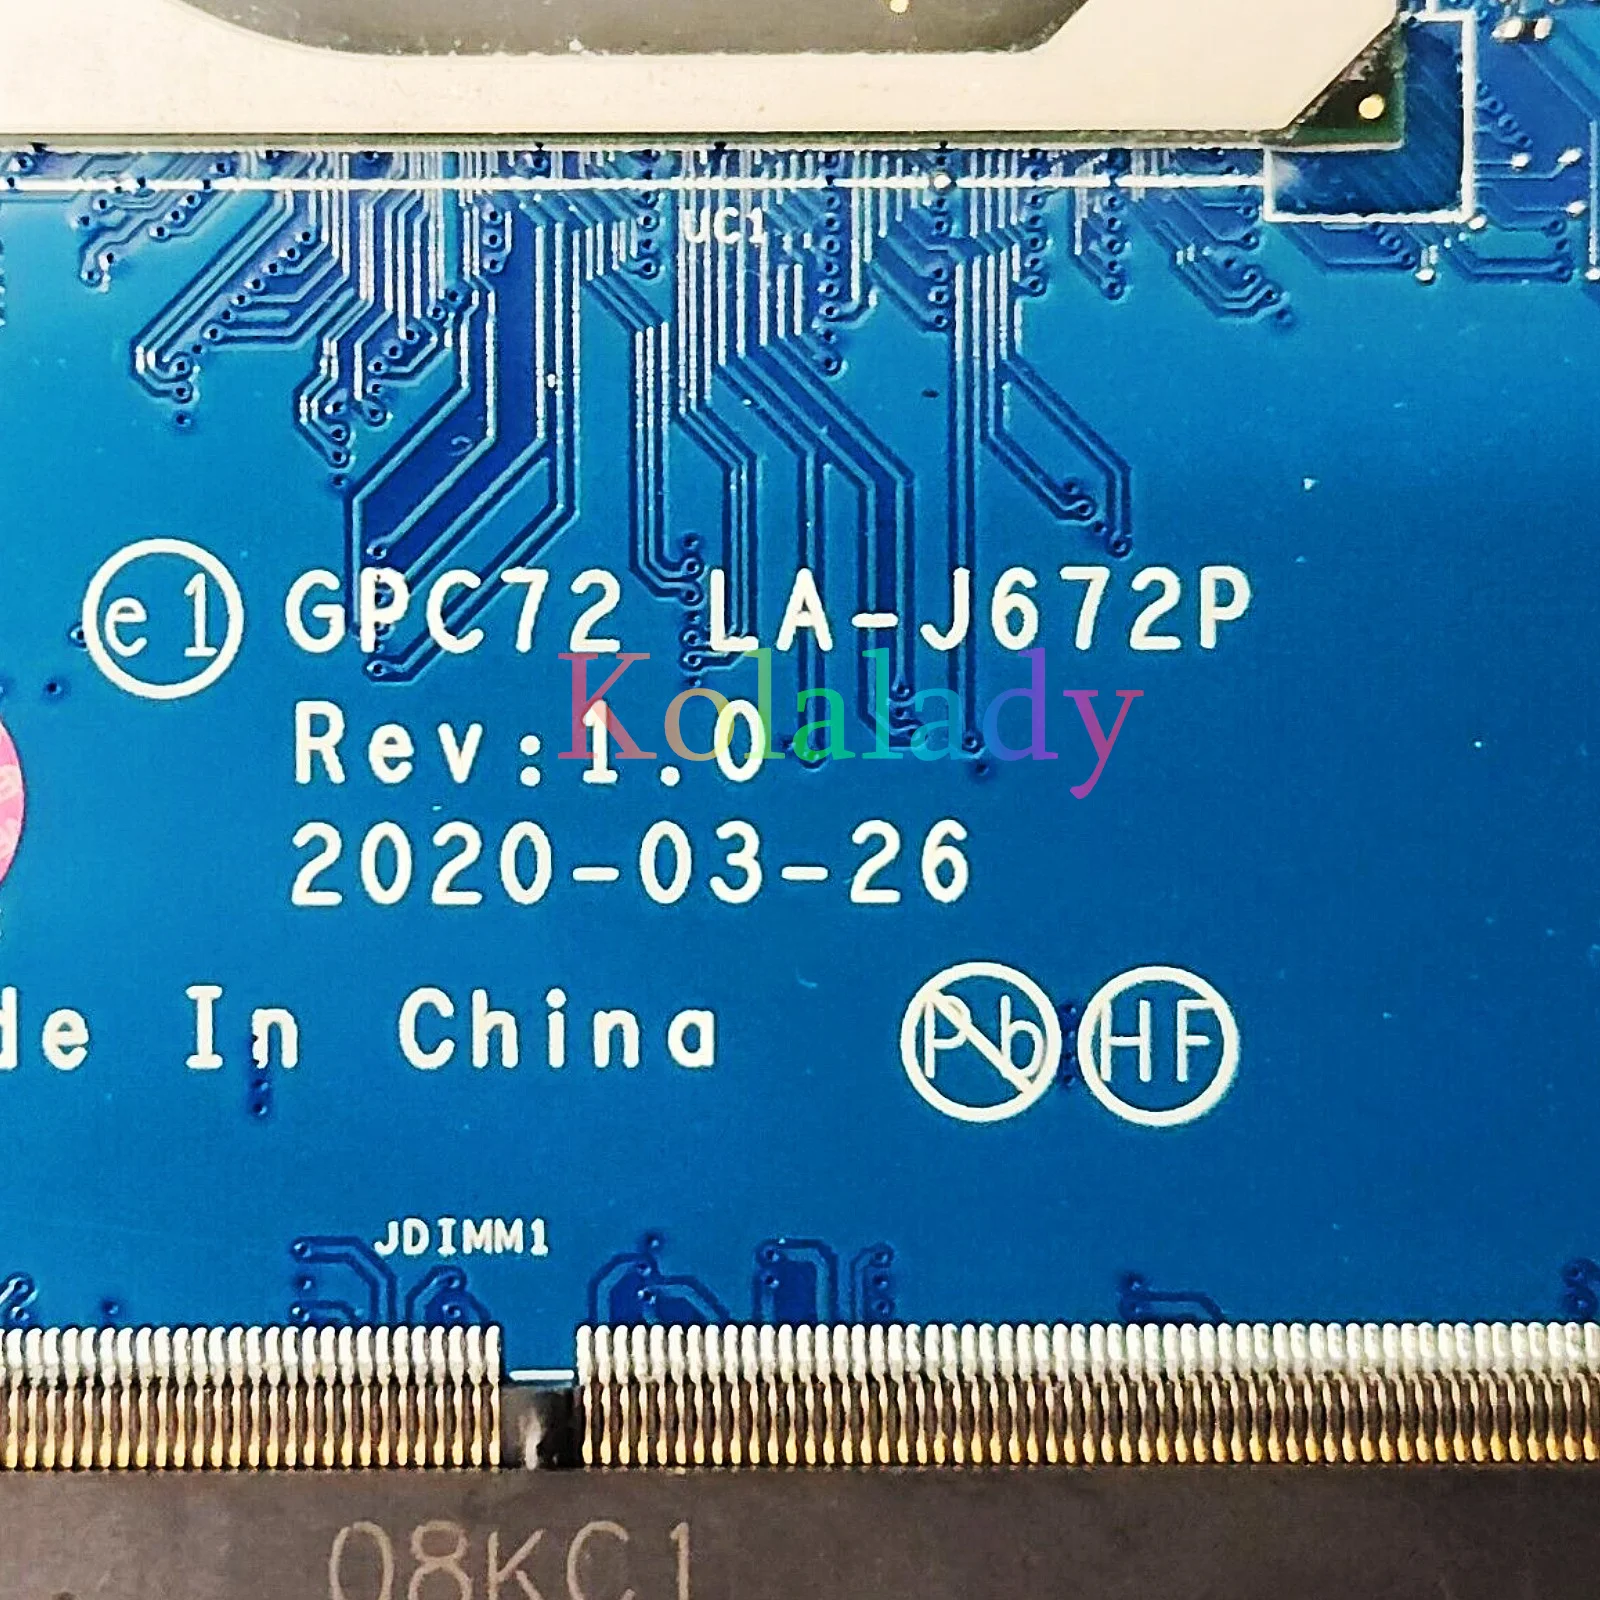 UC1
e1 GPC72 LA-J672P
Kolalady
Rev:1.0
2020-03-26
de In China
Pb HF
JDIMM1
08KC1